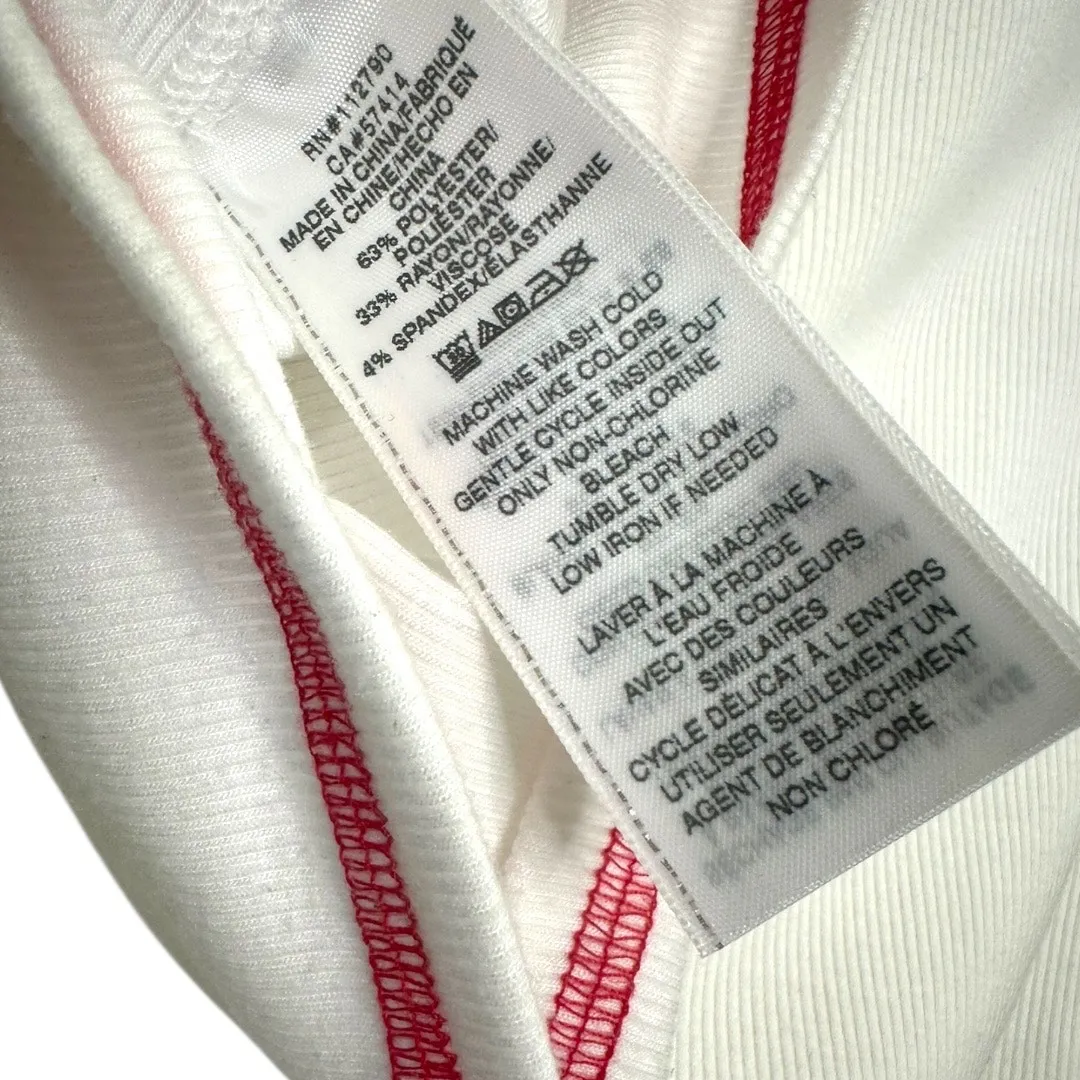 RN#112790
CA#57414
MADE IN CHINA/FABRIQUÉ
EN CHINE/HECHO EN
CHINA
63% POLYESTER/
POLIÉSTER
33% RAYON/RAYONNE/
VISCOSE
4% SPANDEX/ÉLASTHANNE
30
MACHINE WASH COLD
WITH LIKE COLORS
GENTLE CYCLE INSIDE OUT
ONLY NON-CHLORINE
BLEACH
TUMBLE DRY LOW
LOW IRON IF NEEDED
LAVER À LA MACHINE À
L'EAU FROIDE
AVEC DES COULEURS
SIMILAIRES
CYCLE DÉLICAT À L'ENVERS
UTILISER SEULEMENT UN
AGENT DE BLANCHIMENT
NON CHLORÉ